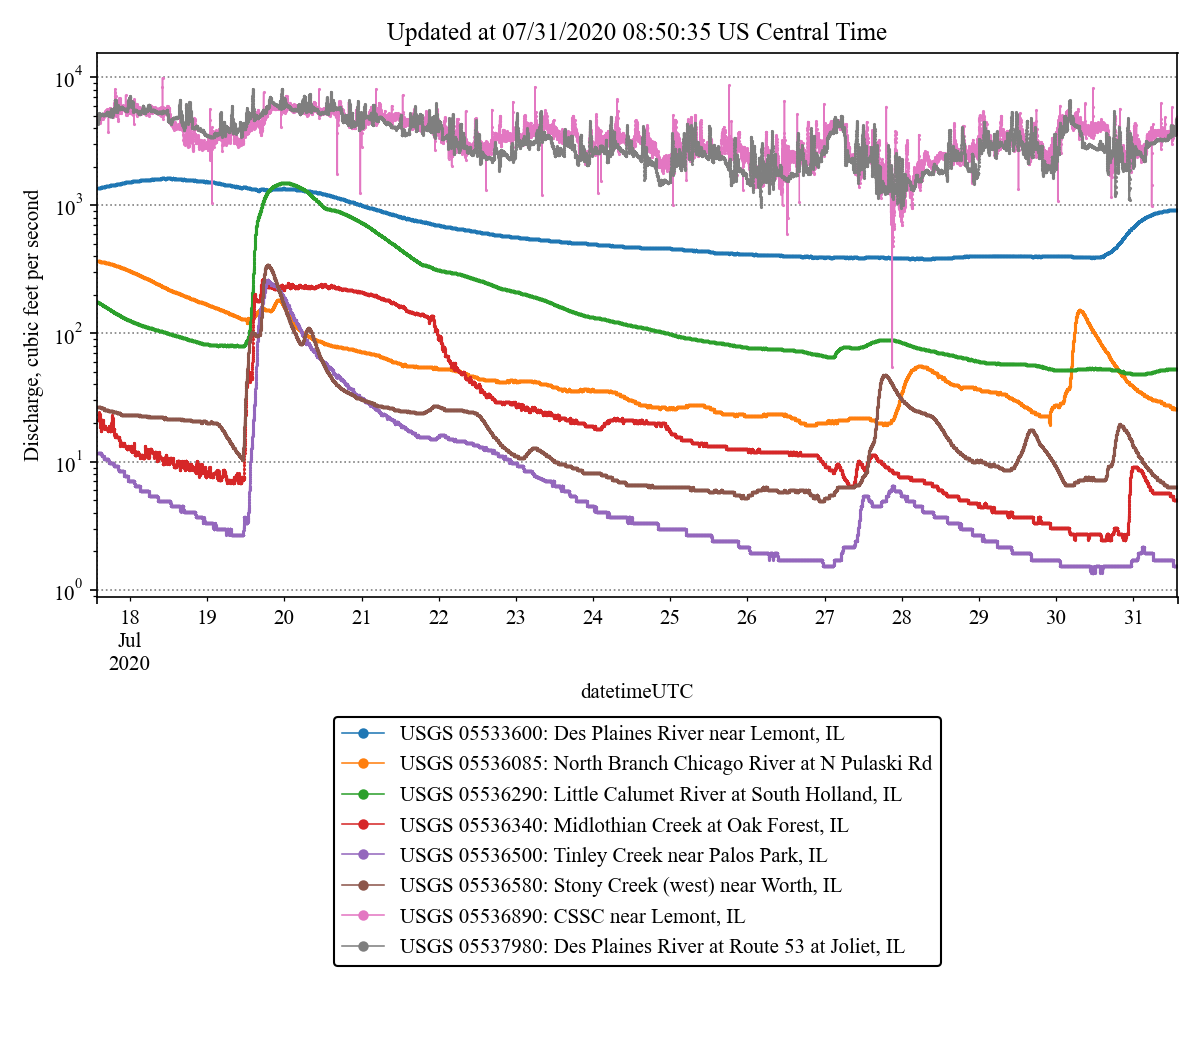 Updated at 07/31/2020 08:50:35 US Central Time
Discharge, cubic feet per second
10^4
10^3
10^2
10^1
10^0
18 19 20 21 22 23 24 25 26 27 28 29 30 31
Jul
2020
datetimeUTC
USGS 05533600: Des Plaines River near Lemont, IL
USGS 05536085: North Branch Chicago River at N Pulaski Rd
USGS 05536290: Little Calumet River at South Holland, IL
USGS 05536340: Midlothian Creek at Oak Forest, IL
USGS 05536500: Tinley Creek near Palos Park, IL
USGS 05536580: Stony Creek (west) near Worth, IL
USGS 05536890: CSSC near Lemont, IL
USGS 05537980: Des Plaines River at Route 53 at Joliet, IL